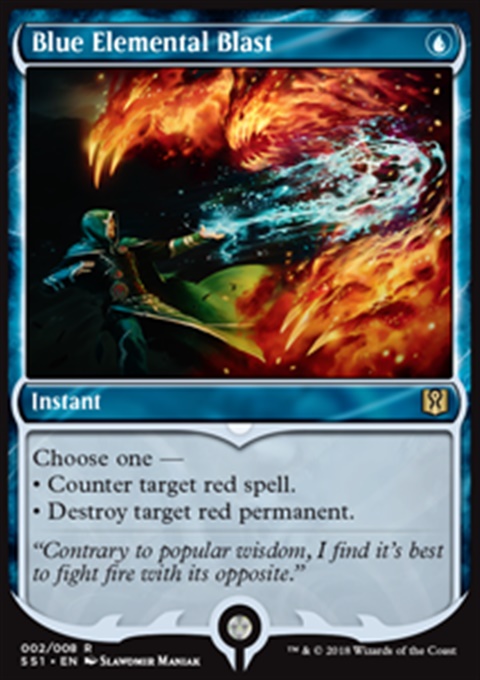 Blue Elemental Blast
Instant
Choose one —
• Counter target red spell.
• Destroy target red permanent.
“Contrary to popular wisdom, I find it’s best
to fight fire with its opposite.”
002/008 R
SS1 • EN Slawomir Maniak
™ & © 2018 Wizards of the Coast